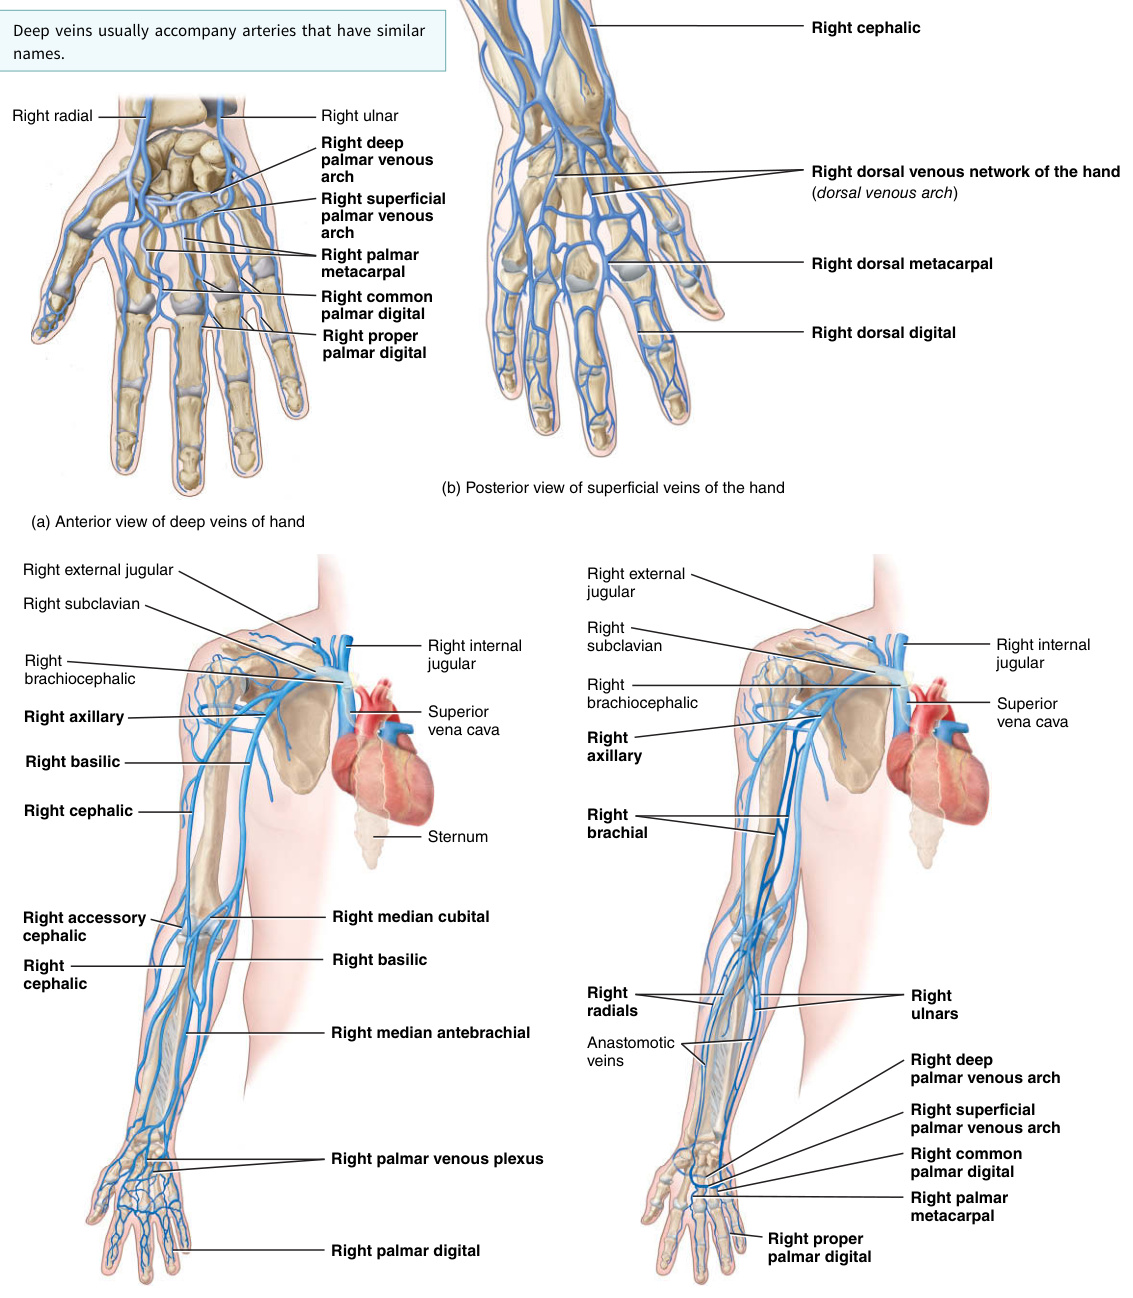 Deep veins usually accompany arteries that have similar
names.
Right radial
Right ulnar
Right deep
palmar venous
arch
Right superficial
palmar venous
arch
Right palmar
metacarpal
Right common
palmar digital
Right proper
palmar digital
(a) Anterior view of deep veins of hand
Right cephalic
Right dorsal venous network of the hand
(dorsal venous arch)
Right dorsal metacarpal
Right dorsal digital
(b) Posterior view of superficial veins of the hand
Right external jugular
Right subclavian
Right
brachiocephalic
Right axillary
Right basilic
Right cephalic
Right accessory
cephalic
Right
cephalic
Right internal
jugular
Superior
vena cava
Sternum
Right median cubital
Right basilic
Right median antebrachial
Right palmar venous plexus
Right palmar digital
Right external
jugular
Right
subclavian
Right
brachiocephalic
Right
axillary
Right
brachial
Right
radials
Anastomotic
veins
Right internal
jugular
Superior
vena cava
Right
ulnars
Right deep
palmar venous arch
Right superficial
palmar venous arch
Right common
palmar digital
Right palmar
metacarpal
Right proper
palmar digital